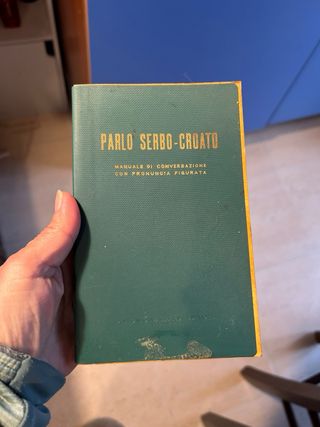 PARLO SERBO-CROATO
MANUALE DI CONVERSAZIONE
CON PRONUNCIA FIGURATA